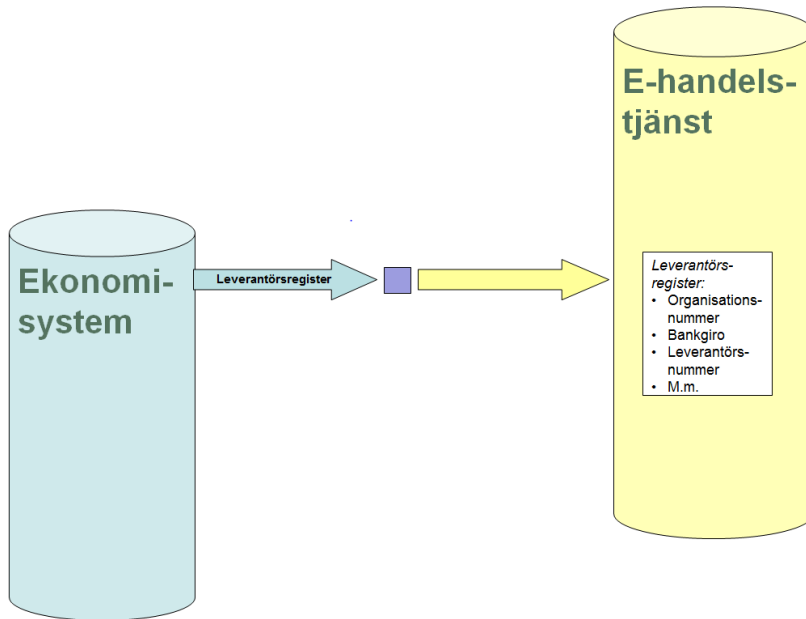 E-handels-
tjänst
Ekonomi-
system
Leverantörsregister
Leverantörs-
register:
• Organisations-
nummer
• Bankgiro
• Leverantörs-
nummer
• M.m.